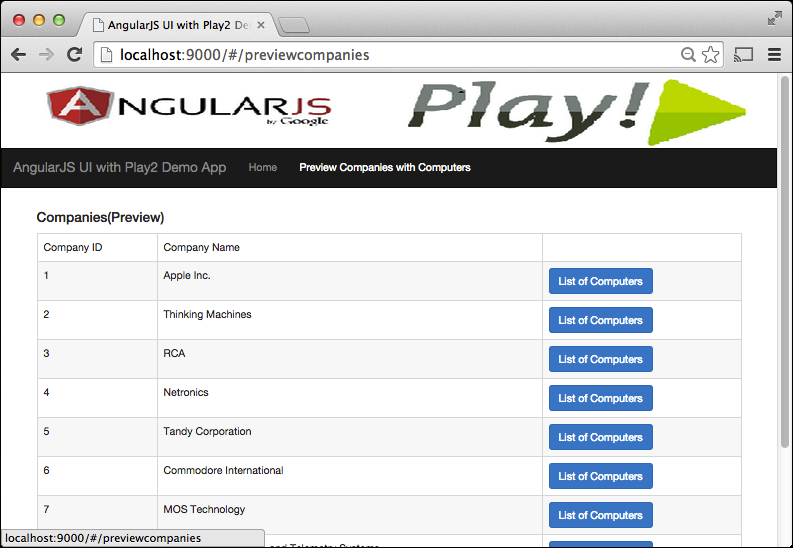 AngularJS UI with Play2 De
localhost:9000/#/previewcompanies
ANGULARJS
by Google
Play!
AngularJS UI with Play2 Demo App Home Preview Companies with Computers
Companies(Preview)
Company ID Company Name
1 Apple Inc. List of Computers
2 Thinking Machines List of Computers
3 RCA List of Computers
4 Netronics List of Computers
5 Tandy Corporation List of Computers
6 Commodore International List of Computers
7 MOS Technology List of Computers
and Telemetry Systems
localhost:9000/#/previewcompanies